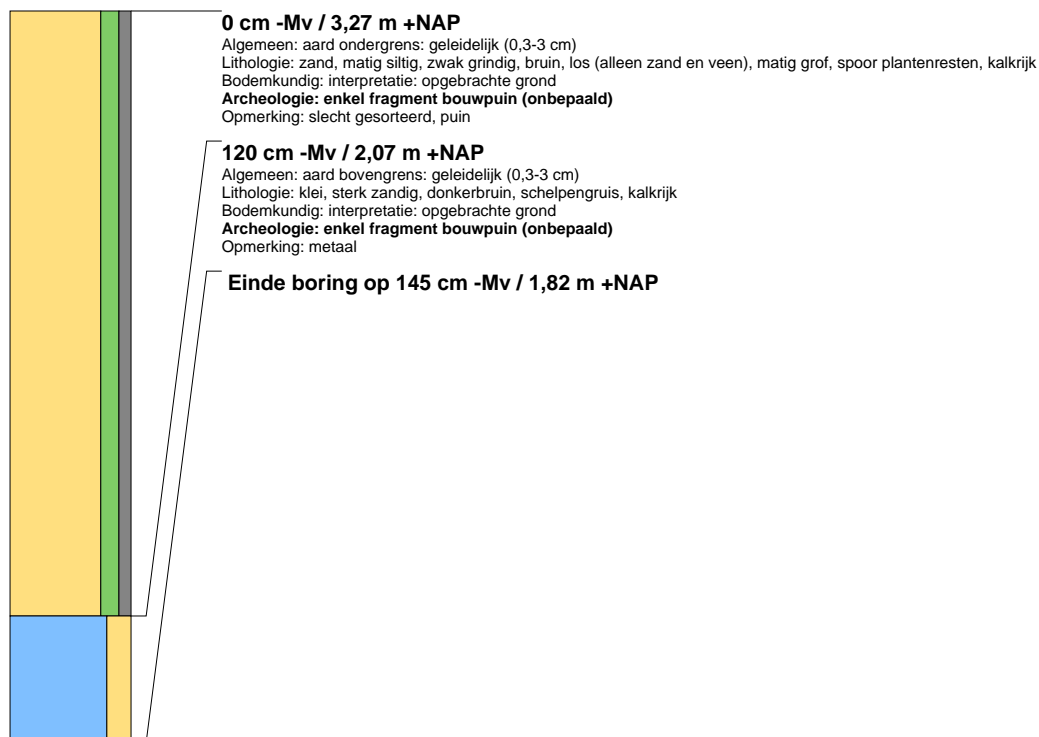 0 cm -Mv / 3,27 m +NAP
Algemeen: aard ondergrens: geleidelijk (0,3-3 cm)
Lithologie: zand, matig siltig, zwak grindig, bruin, los (alleen zand en veen), matig grof, spoor plantenresten, kalkrijk
Bodemkundig: interpretatie: opgebrachte grond
Archeologie: enkel fragment bouwpuin (onbepaald)
Opmerking: slecht gesorteerd, puin
120 cm -Mv / 2,07 m +NAP
Algemeen: aard bovengrens: geleidelijk (0,3-3 cm)
Lithologie: klei, sterk zandig, donkerbruin, schelpengruis, kalkrijk
Bodemkundig: interpretatie: opgebrachte grond
Archeologie: enkel fragment bouwpuin (onbepaald)
Opmerking: metaal
Einde boring op 145 cm -Mv / 1,82 m +NAP